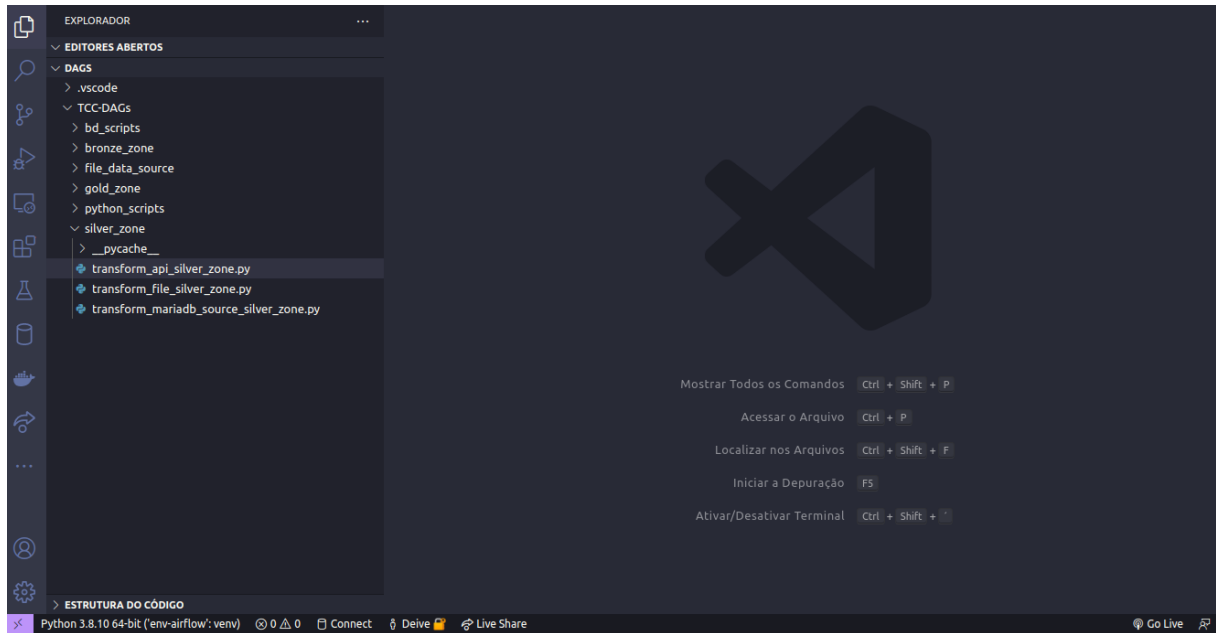 EXPLORADOR
EDITORES ABERTOS
DAGS
.vscode
TCC-DAGs
bd_scripts
bronze_zone
file_data_source
gold_zone
python_scripts
silver_zone
__pycache__
transform_api_silver_zone.py
transform_file_silver_zone.py
transform_mariadb_source_silver_zone.py
ESTRUTURA DO CÓDIGO
Mostrar Todos os Comandos Ctrl + Shift + P
Acessar o Arquivo Ctrl + P
Localizar nos Arquivos Ctrl + Shift + F
Iniciar a Depuração F5
Ativar/Desativar Terminal Ctrl + Shift + `
Python 3.8.10 64-bit ('env-airflow': venv) 0 0 Connect Deive Live Share Go Live